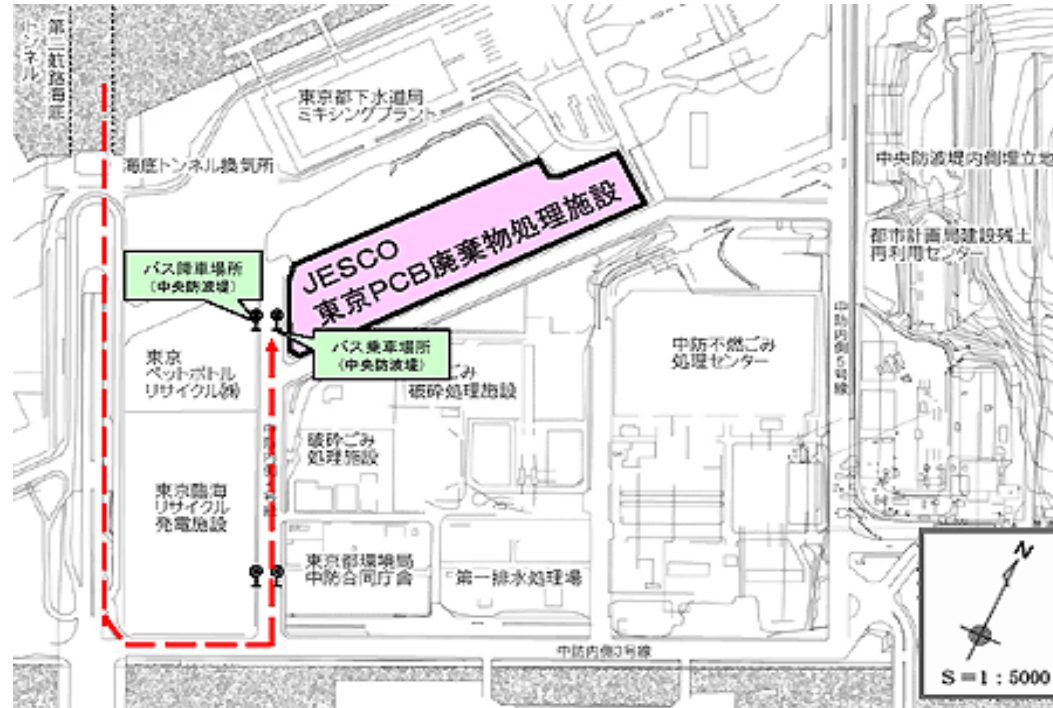 第二航路海底
トンネル
東京都下水道局
ミキシングプラント
海底トンネル換気所
中央防波堤内側埋立地
JESCO
東京PCB廃棄物処理施設
都市計画局建設残土
再利用センター
バス降車場所
(中央防波堤)
バス乗車場所
(中央防波堤)
中防内側5号線
東京
ペットボトル
リサイクル㈱
ごみ
破砕処理施設
中防不燃ごみ
処理センター
破砕ごみ
処理施設
東京臨海
リサイクル
発電施設
東京都環境局
中防合同庁舎
第一排水処理場
中防内側3号線
N
S=1:5000